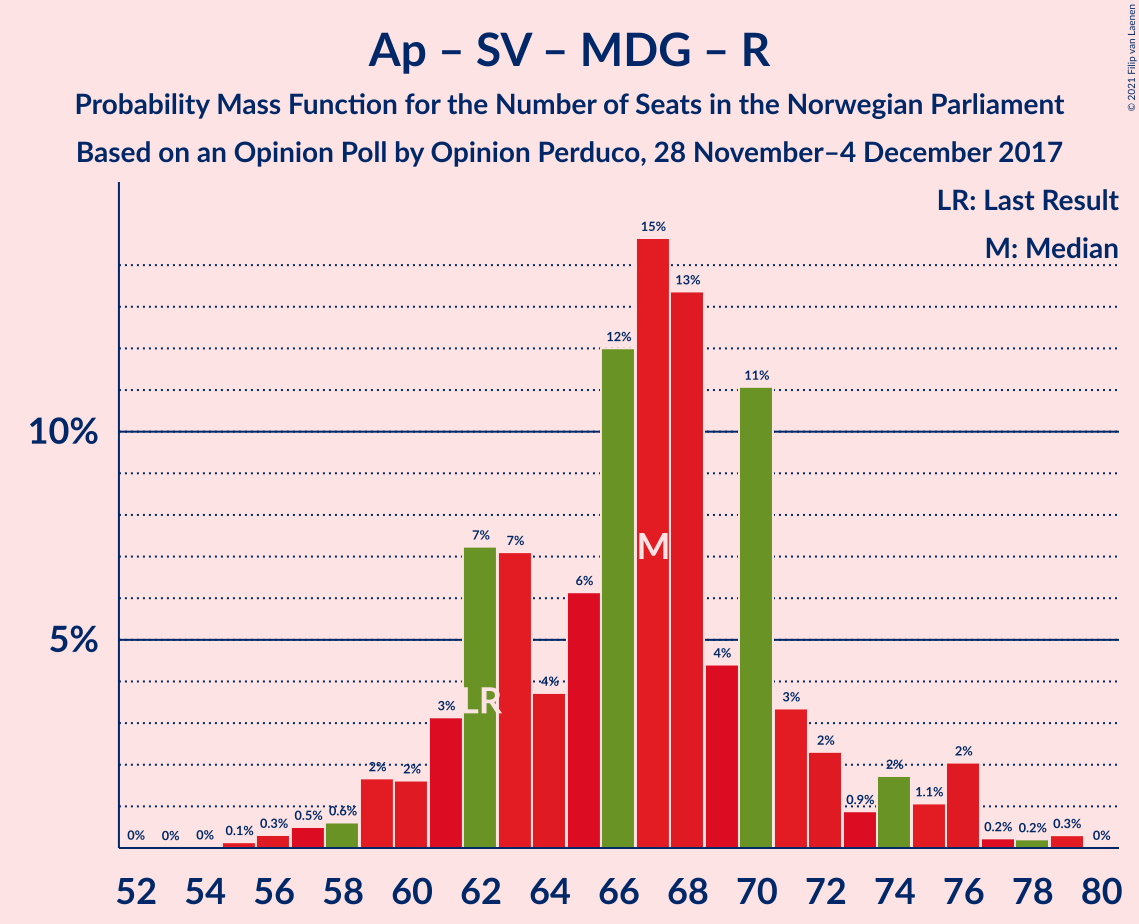 Ap – SV – MDG – R
Probability Mass Function for the Number of Seats in the Norwegian Parliament
Based on an Opinion Poll by Opinion Perduco, 28 November–4 December 2017
© 2021 Filip van Laenen
LR: Last Result
M: Median
10%
5%
0% 0% 0% 0.1% 0.3% 0.5% 0.6% 2% 2% 3% 7% 7% 4% 6% 12% 15% 13% 4% 11% 3% 2% 0.9% 2% 1.1% 2% 0.2% 0.2% 0.3% 0%
LR
M
52 54 56 58 60 62 64 66 68 70 72 74 76 78 80